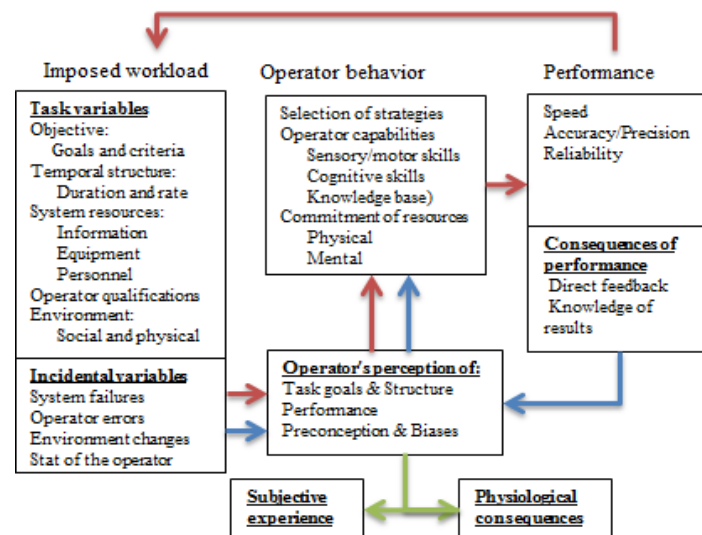 Imposed workload
Task variables
Objective:
Goals and criteria
Temporal structure:
Duration and rate
System resources:
Information
Equipment
Personnel
Operator qualifications
Environment:
Social and physical
Incidental variables
System failures
Operator errors
Environment changes
Stat of the operator
Operator behavior
Selection of strategies
Operator capabilities
Sensory/motor skills
Cognitive skills
Knowledge base)
Commitment of resources
Physical
Mental
Operator's perception of:
Task goals & Structure
Performance
Preconception & Biases
Performance
Speed
Accuracy/Precision
Reliability
Consequences of
performance
Direct feedback
Knowledge of
results
Subjective
experience
Physiological
consequences